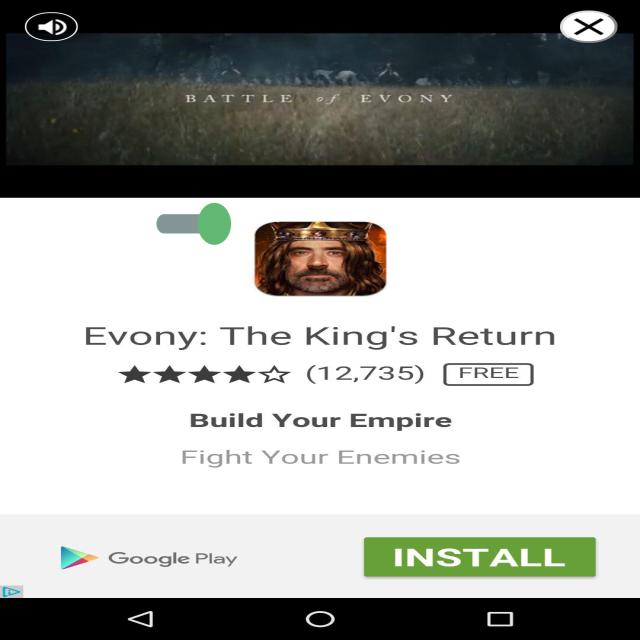 BATTLE of EVONY
Evony: The King's Return
(12,735) FREE
Build Your Empire
Fight Your Enemies
Google Play
INSTALL